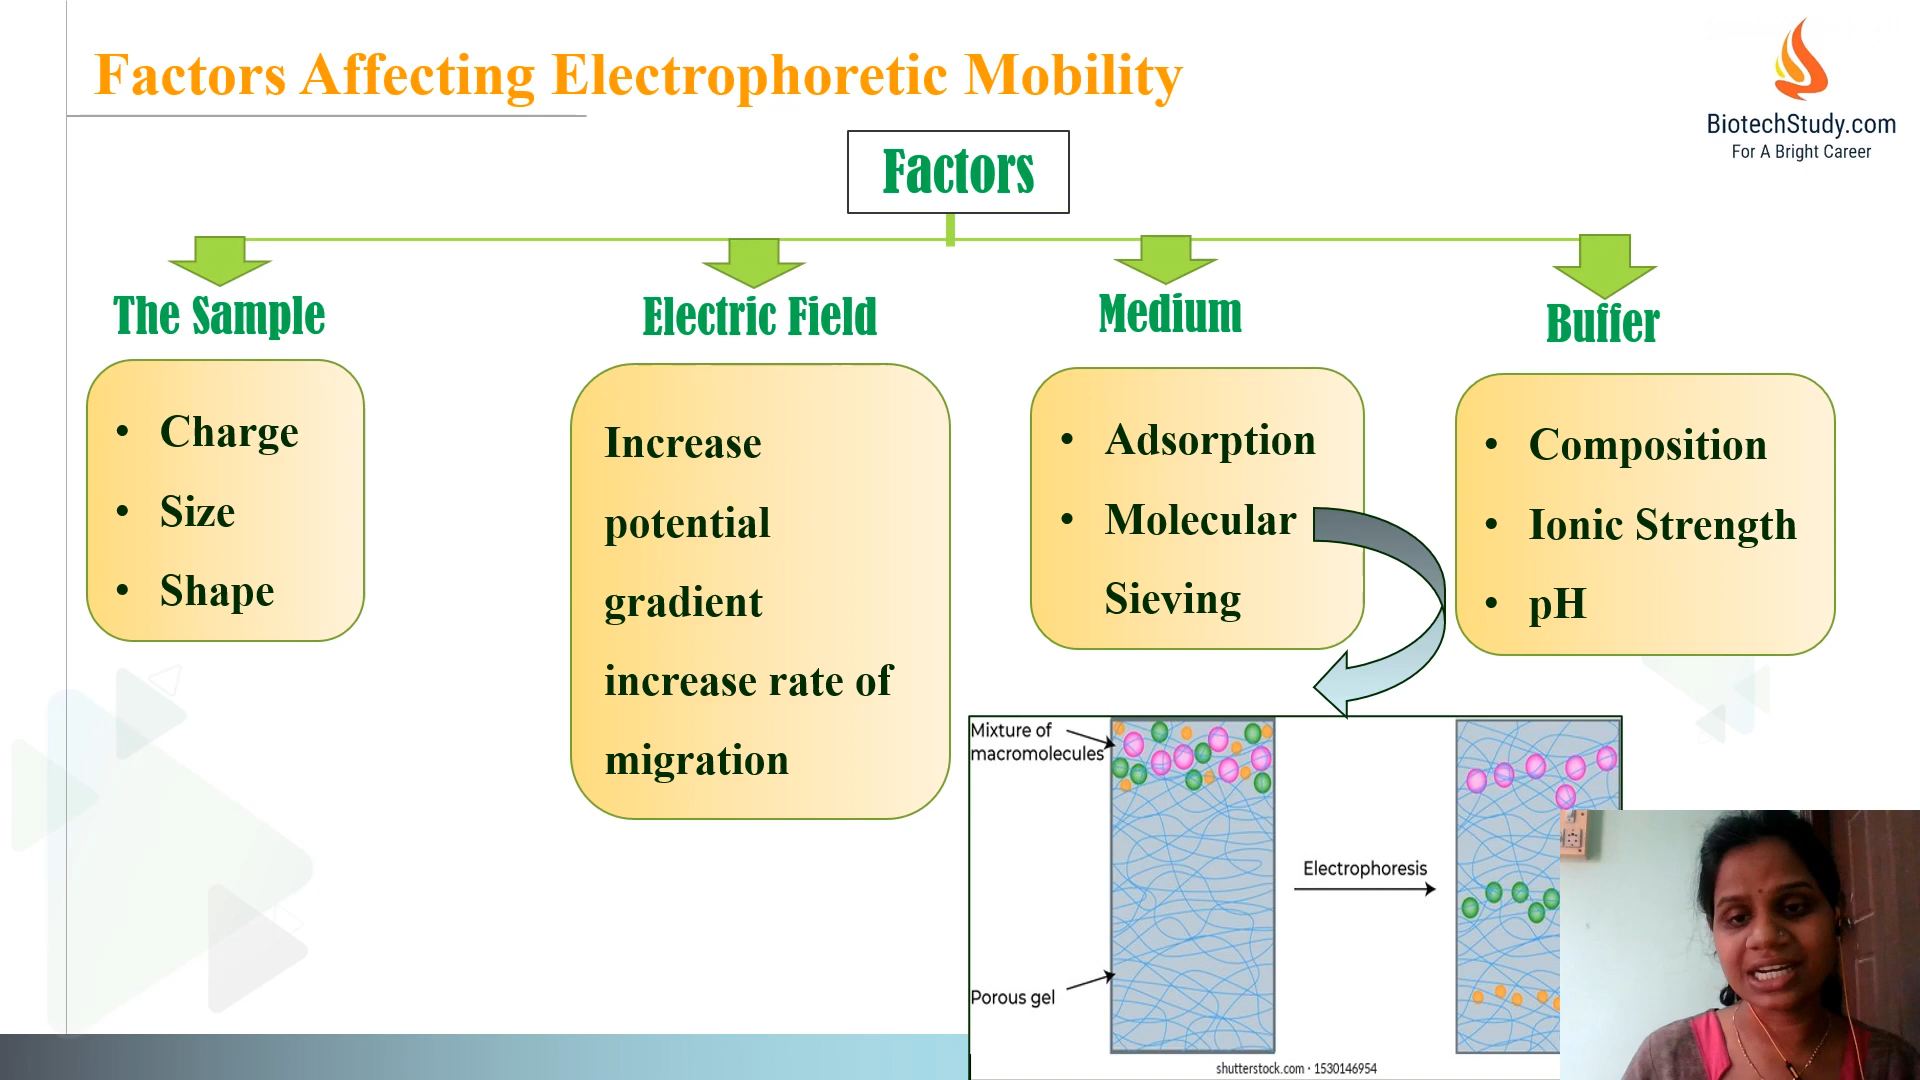 Factors Affecting Electrophoretic Mobility
BiotechStudy.com
For A Bright Career
Factors
The Sample
• Charge
• Size
• Shape
Electric Field
Increase
potential
gradient
increase rate of
migration
Medium
• Adsorption
• Molecular
Sieving
Buffer
• Composition
• Ionic Strength
• pH
Mixture of
macromolecules
Electrophoresis
Porous gel
shutterstock.com · 1530146954